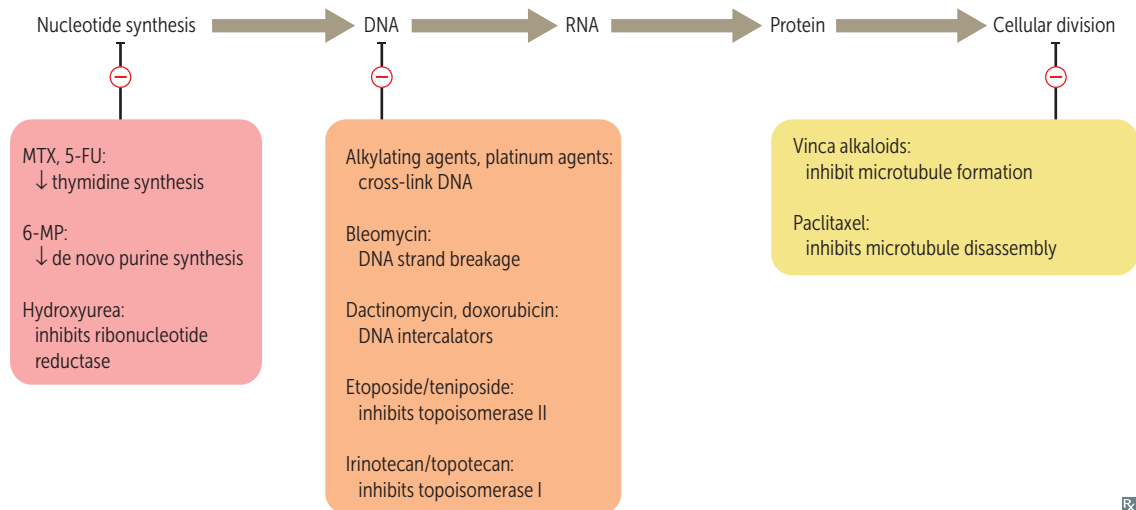 Nucleotide synthesis
DNA
RNA
Protein
Cellular division
MTX, 5-FU:
↓ thymidine synthesis
6-MP:
↓ de novo purine synthesis
Hydroxyurea:
inhibits ribonucleotide
reductase
Alkylating agents, platinum agents:
cross-link DNA
Bleomycin:
DNA strand breakage
Dactinomycin, doxorubicin:
DNA intercalators
Etoposide/teniposide:
inhibits topoisomerase II
Irinotecan/topotecan:
inhibits topoisomerase I
Vinca alkaloids:
inhibit microtubule formation
Paclitaxel:
inhibits microtubule disassembly
℞